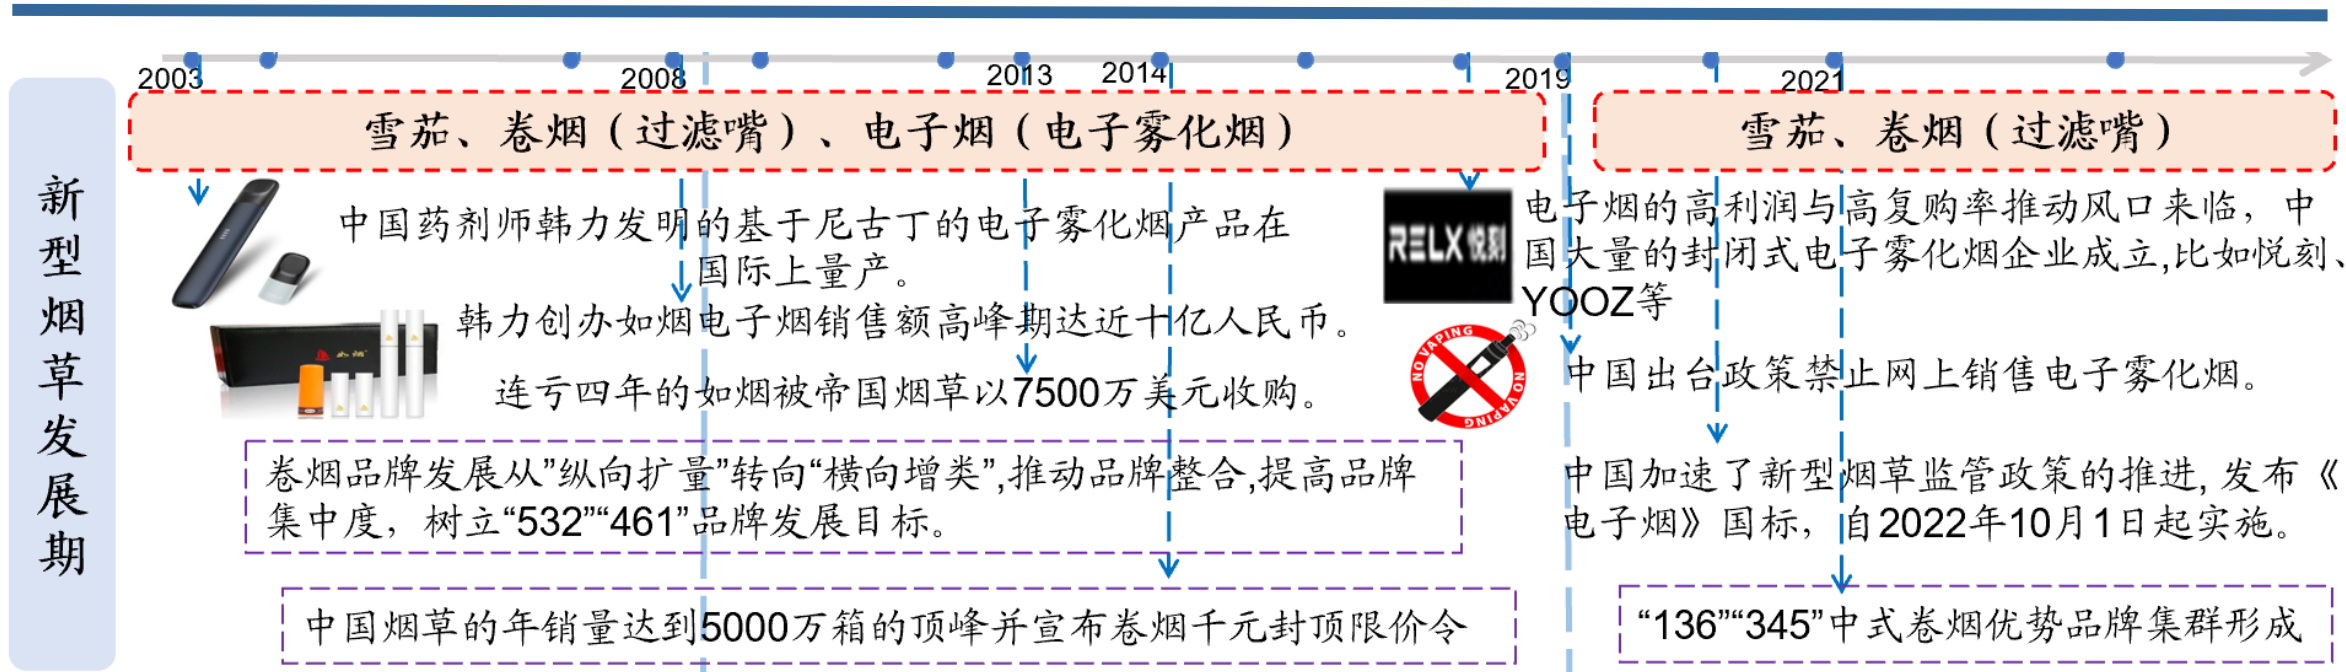 2003
2008
2013
2014
2019
2021
新型烟草发展期
雪茄、卷烟（过滤嘴）、电子烟（电子雾化烟）
雪茄、卷烟（过滤嘴）
中国药剂师韩力发明的基于尼古丁的电子雾化烟产品在
国际上量产。
韩力创办如烟电子烟销售额高峰期达近十亿人民币。
如烟
连亏四年的如烟被帝国烟草以7500万美元收购。
卷烟品牌发展从”纵向扩量”转向“横向增类”,推动品牌整合,提高品牌
集中度，树立“532”“461”品牌发展目标。
中国烟草的年销量达到5000万箱的顶峰并宣布卷烟千元封顶限价令
RELX 悦刻
电子烟的高利润与高复购率推动风口来临，中
国大量的封闭式电子雾化烟企业成立,比如悦刻、
YOOZ等
NO VAPING
NO VAPING
中国出台政策禁止网上销售电子雾化烟。
中国加速了新型烟草监管政策的推进, 发布《
电子烟》国标，自2022年10月1日起实施。
“136”“345”中式卷烟优势品牌集群形成